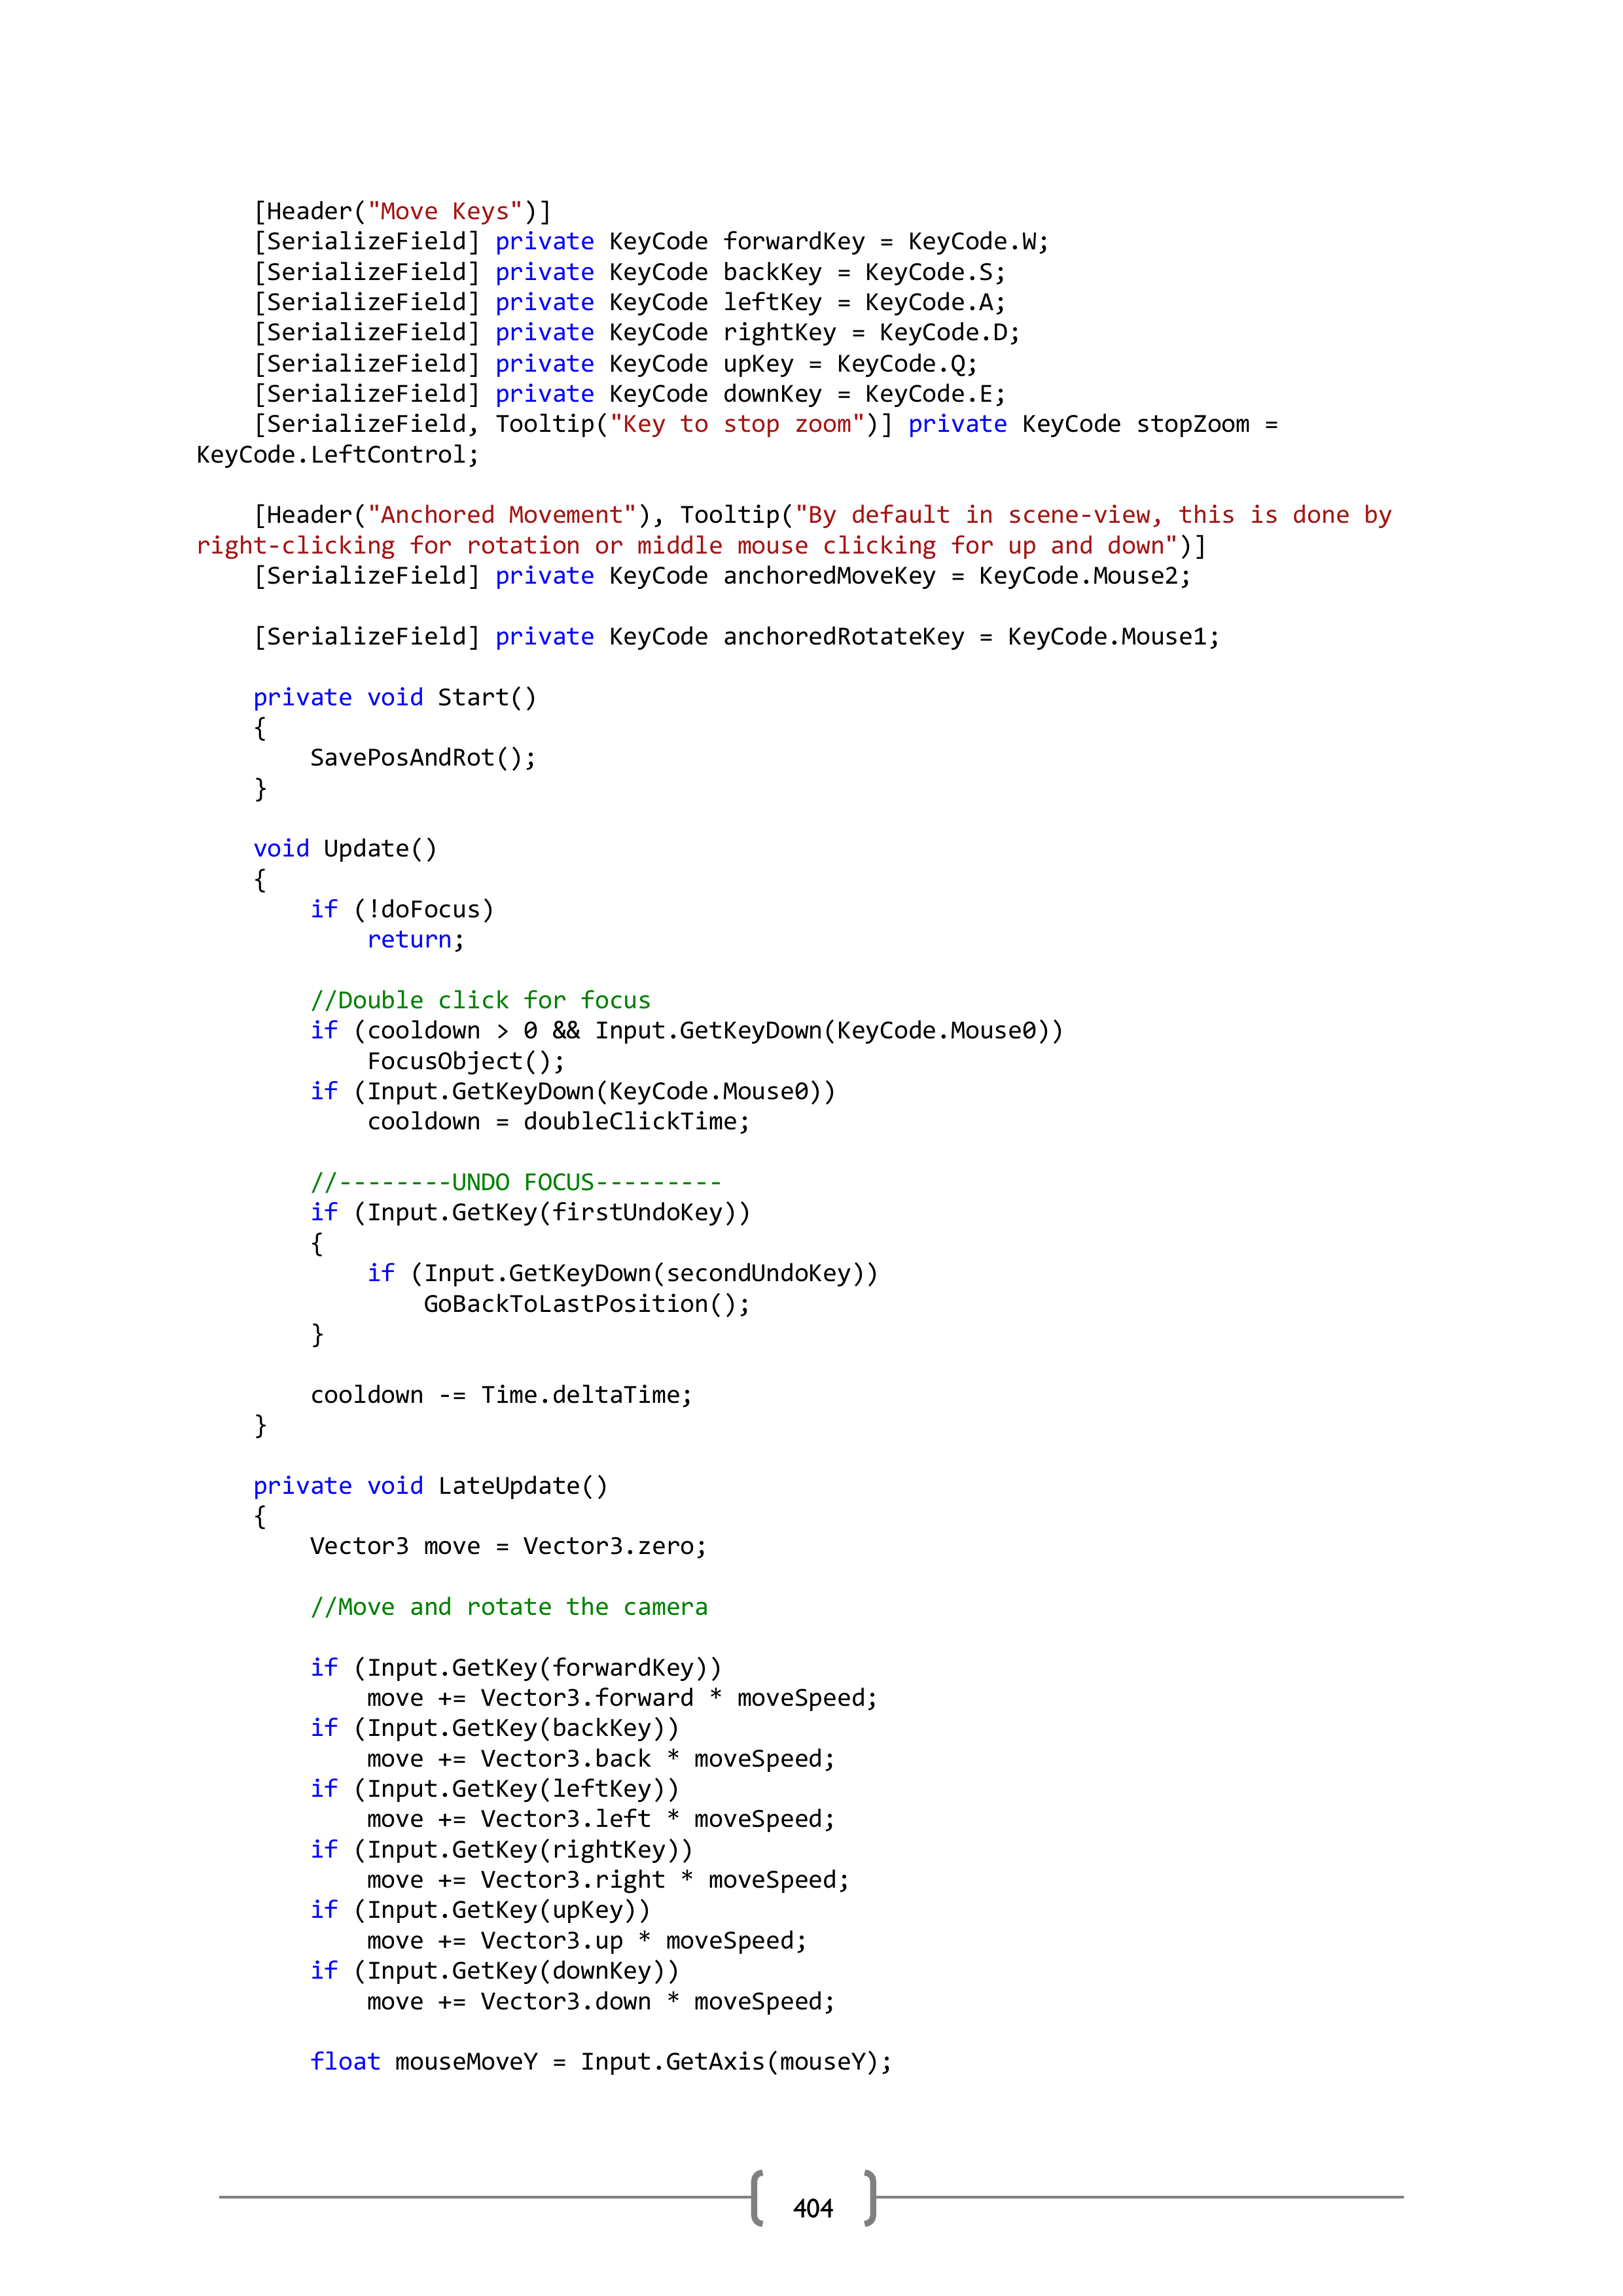 [Header("Move Keys")]
[SerializeField] private KeyCode forwardKey = KeyCode.W;
[SerializeField] private KeyCode backKey = KeyCode.S;
[SerializeField] private KeyCode leftKey = KeyCode.A;
[SerializeField] private KeyCode rightKey = KeyCode.D;
[SerializeField] private KeyCode upKey = KeyCode.Q;
[SerializeField] private KeyCode downKey = KeyCode.E;
[SerializeField, Tooltip("Key to stop zoom")] private KeyCode stopZoom =
KeyCode.LeftControl;
[Header("Anchored Movement"), Tooltip("By default in scene-view, this is done by
right-clicking for rotation or middle mouse clicking for up and down")]
[SerializeField] private KeyCode anchoredMoveKey = KeyCode.Mouse2;
[SerializeField] private KeyCode anchoredRotateKey = KeyCode.Mouse1;
private void Start()
{
SavePosAndRot();
}
void Update()
{
if (!doFocus)
return;
//Double click for focus
if (cooldown > 0 && Input.GetKeyDown(KeyCode.Mouse0))
FocusObject();
if (Input.GetKeyDown(KeyCode.Mouse0))
cooldown = doubleClickTime;
//--------UNDO FOCUS---------
if (Input.GetKey(firstUndoKey))
{
if (Input.GetKeyDown(secondUndoKey))
GoBackToLastPosition();
}
cooldown -= Time.deltaTime;
}
private void LateUpdate()
{
Vector3 move = Vector3.zero;
//Move and rotate the camera
if (Input.GetKey(forwardKey))
move += Vector3.forward * moveSpeed;
if (Input.GetKey(backKey))
move += Vector3.back * moveSpeed;
if (Input.GetKey(leftKey))
move += Vector3.left * moveSpeed;
if (Input.GetKey(rightKey))
move += Vector3.right * moveSpeed;
if (Input.GetKey(upKey))
move += Vector3.up * moveSpeed;
if (Input.GetKey(downKey))
move += Vector3.down * moveSpeed;
float mouseMoveY = Input.GetAxis(mouseY);
404